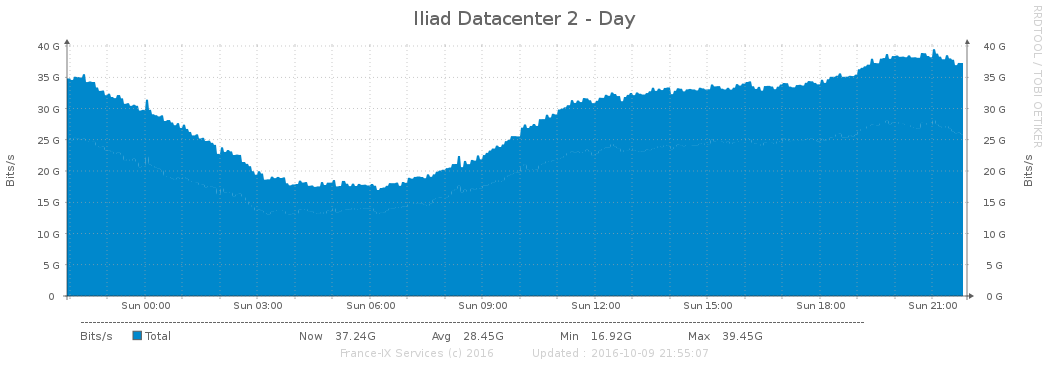 Iliad Datacenter 2 - Day
RRDTOOL / TOBI OETIKER
Bits/s
40 G 40 G
35 G 35 G
30 G 30 G
25 G 25 G
20 G 20 G
15 G 15 G
10 G 10 G
5 G 5 G
0 0 G
Bits/s
Sun 00:00 Sun 03:00 Sun 06:00 Sun 09:00 Sun 12:00 Sun 15:00 Sun 18:00 Sun 21:00
Bits/s Total Now 37.24G Avg 28.45G Min 16.92G Max 39.45G
France-IX Services (c) 2016 Updated : 2016-10-09 21:55:07